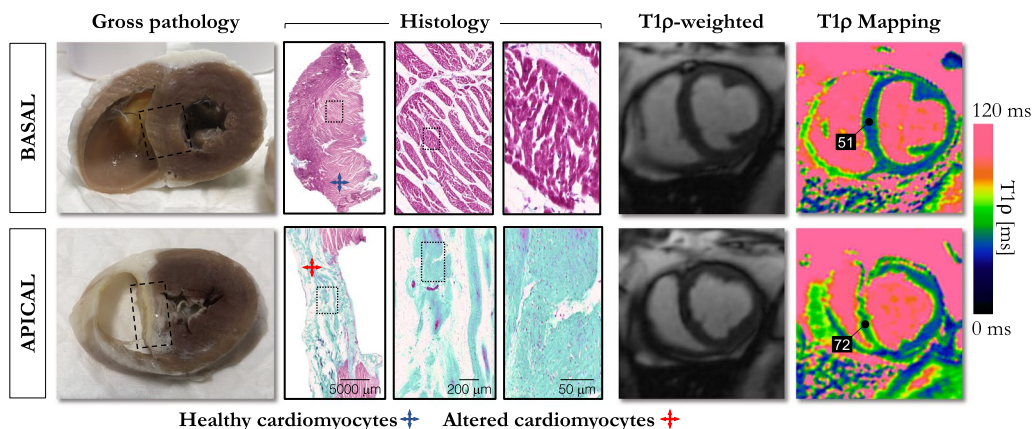 Gross pathology
Histology
T1ρ-weighted
T1ρ Mapping
BASAL
51
120 ms
T1ρ [ms]
0 ms
APICAL
5000 μm
200 μm
50 μm
72
Healthy cardiomyocytes
Altered cardiomyocytes